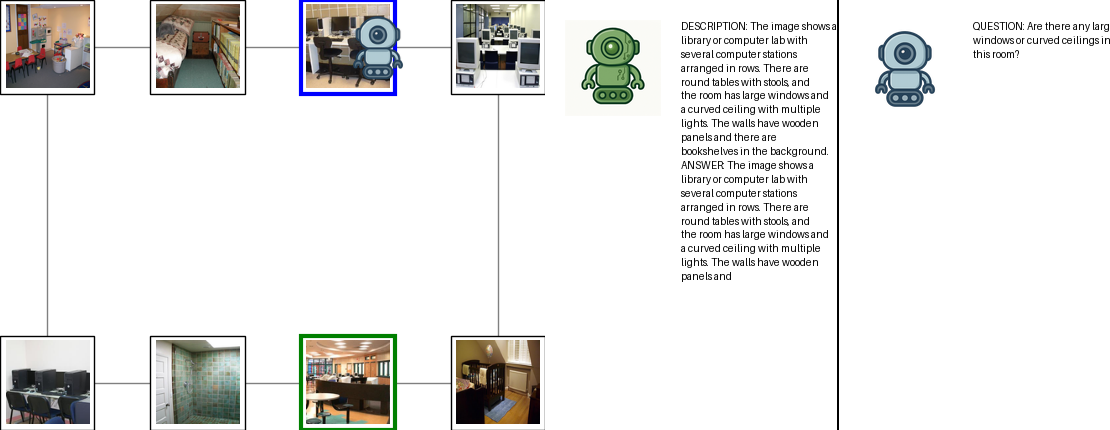 DESCRIPTION: The image shows a
library or computer lab with
several computer stations
arranged in rows. There are
round tables with stools, and
the room has large windows and
a curved ceiling with multiple
lights. The walls have wooden
panels and there are
bookshelves in the background.
ANSWER: The image shows a
library or computer lab with
several computer stations
arranged in rows. There are
round tables with stools, and
the room has large windows and
a curved ceiling with multiple
lights. The walls have wooden
panels and
QUESTION: Are there any larg
windows or curved ceilings in
this room?